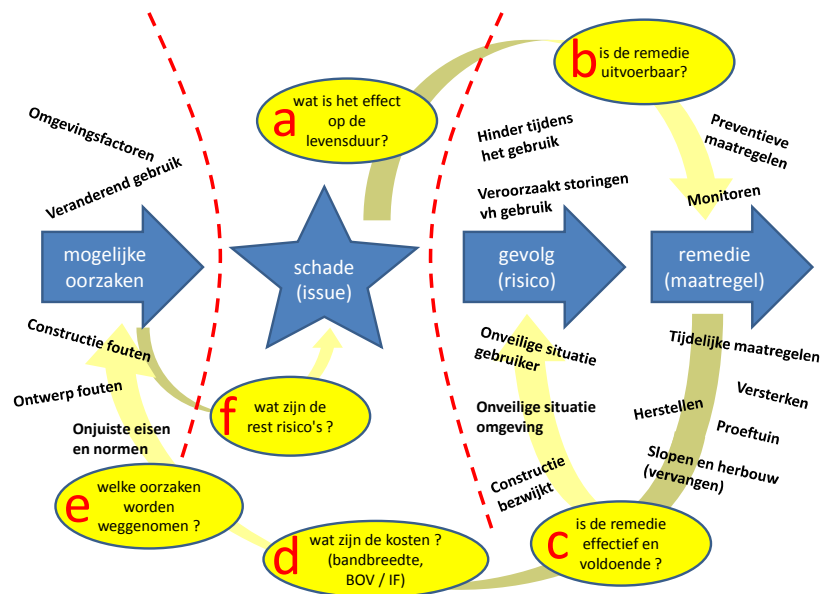 b
is de remedie
uitvoerbaar?
a
wat is het effect
op de
levensduur?
Omgevingsfactoren
Veranderend gebruik
Hinder tijdens
het gebruik
Veroorzaakt storingen
vh gebruik
Preventieve
maatregelen
Monitoren
mogelijke
oorzaken
schade
(issue)
gevolg
(risico)
remedie
(maatregel)
Constructie fouten
Ontwerp fouten
Onjuiste eisen
en normen
f
wat zijn de
rest risico's ?
Onveilige situatie
gebruiker
Onveilige situatie
omgeving
Constructie
bezwijkt
Tijdelijke maatregelen
Versterken
Herstellen
Proeftuin
Slopen en herbouw
(vervangen)
e
welke oorzaken
worden
weggenomen ?
d
wat zijn de kosten ?
(bandbreedte,
BOV / IF)
c
is de remedie
effectief en
voldoende ?